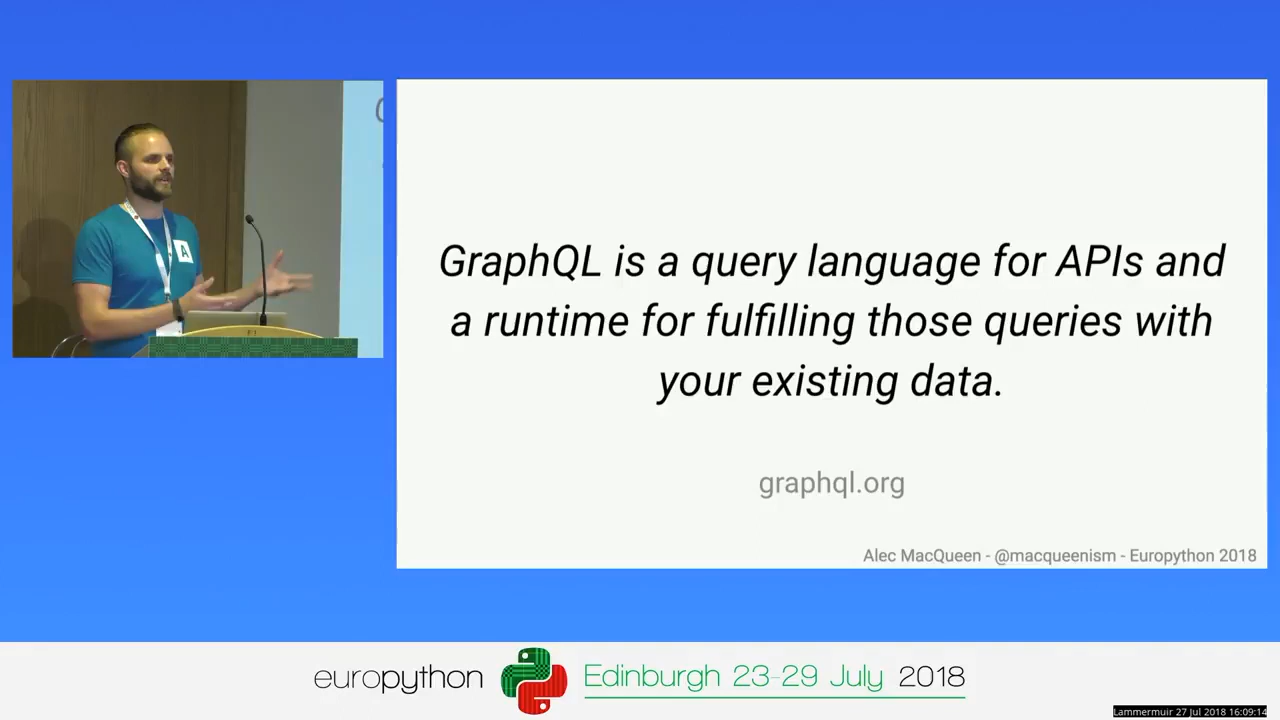 A
GraphQL is a query language for APIs and
a runtime for fulfilling those queries with
your existing data.
graphql.org
Alec MacQueen - @macqueenism - Europython 2018
europython Edinburgh 23-29 July 2018
Lammermuir 27 Jul 2018 16:09:14